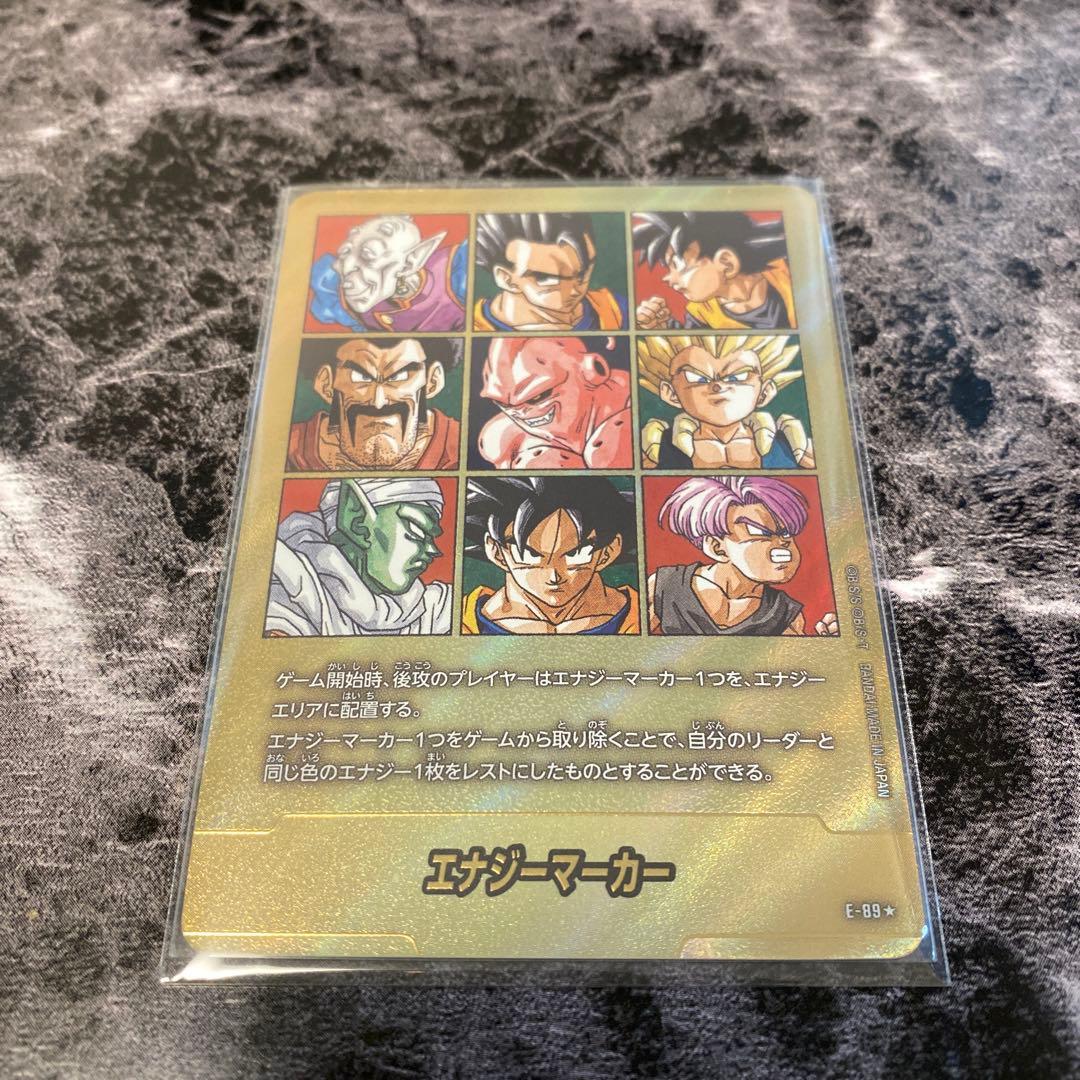 ゲーム開始時、後攻のプレイヤーはエナジーマーカー1つを、エナジー
エリアに配置する。
エナジーマーカー1つをゲームから取り除くことで、自分のリーダーと
同じ色のエナジー1枚をレストにしたものとすることができる。
©B・S/S ©B・S・T BANDAI MADE IN JAPAN
エナジーマーカー
E-89★